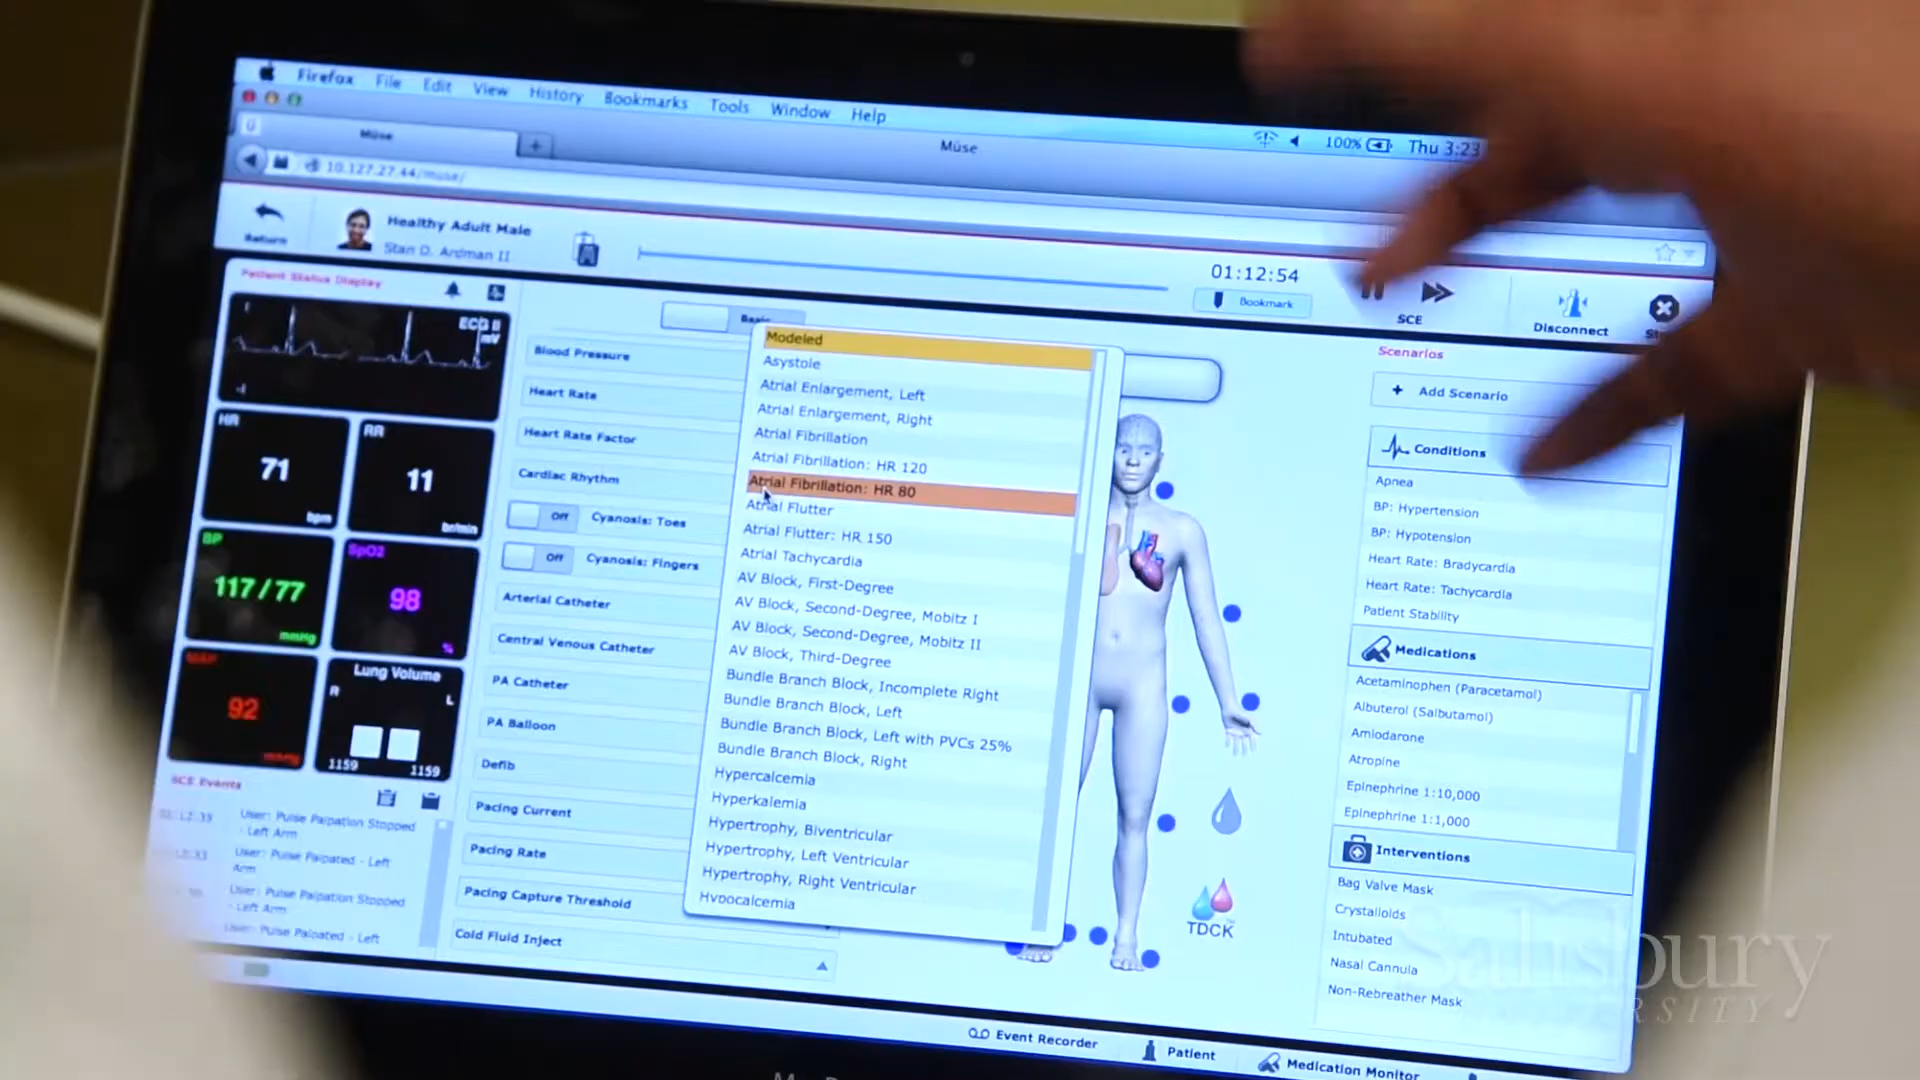 Firefox File Edit View History Bookmarks Tools Window Help
100% Thu 3:23
Müse
Müse
10.127.27.44/muse/
Return
Healthy Adult Male
Stan D. Ardman II
01:12:54
Bookmark
SCE
Disconnect
Patient Status Display
ECG II
mV
HR
71
bpm
RR
11
br/min
BP
117/77
mmHg
SpO2
98
%
MAP
92
mmHg
Lung Volume
R L
1159 1159
SCE Events
User: Pulse Palpation Stopped
- Left Arm
User: Pulse Palpated - Left
Arm
User: Pulse Palpation Stopped
- Left Arm
User: Pulse Palpated - Left
Basic
Blood Pressure
Heart Rate
Heart Rate Factor
Cardiac Rhythm
Off Cyanosis: Toes
Off Cyanosis: Fingers
Arterial Catheter
Central Venous Catheter
PA Catheter
PA Balloon
Defib
Pacing Current
Pacing Rate
Pacing Capture Threshold
Cold Fluid Inject
Modeled
Asystole
Atrial Enlargement, Left
Atrial Enlargement, Right
Atrial Fibrillation
Atrial Fibrillation: HR 120
Atrial Fibrillation: HR 80
Atrial Flutter
Atrial Flutter: HR 150
Atrial Tachycardia
AV Block, First-Degree
AV Block, Second-Degree, Mobitz I
AV Block, Second-Degree, Mobitz II
AV Block, Third-Degree
Bundle Branch Block, Incomplete Right
Bundle Branch Block, Left
Bundle Branch Block, Left with PVCs 25%
Bundle Branch Block, Right
Hypercalcemia
Hyperkalemia
Hypertrophy, Biventricular
Hypertrophy, Left Ventricular
Hypertrophy, Right Ventricular
Hypocalcemia
TDCK
Scenarios
+ Add Scenario
Conditions
Apnea
BP: Hypertension
BP: Hypotension
Heart Rate: Bradycardia
Heart Rate: Tachycardia
Patient Stability
Medications
Acetaminophen (Paracetamol)
Albuterol (Salbutamol)
Amiodarone
Atropine
Epinephrine 1:10,000
Epinephrine 1:1,000
Interventions
Bag Valve Mask
Crystalloids
Intubated
Nasal Cannula
Non-Rebreather Mask
Event Recorder
Patient
Medication Monitor
Salisbury
UNIVERSITY